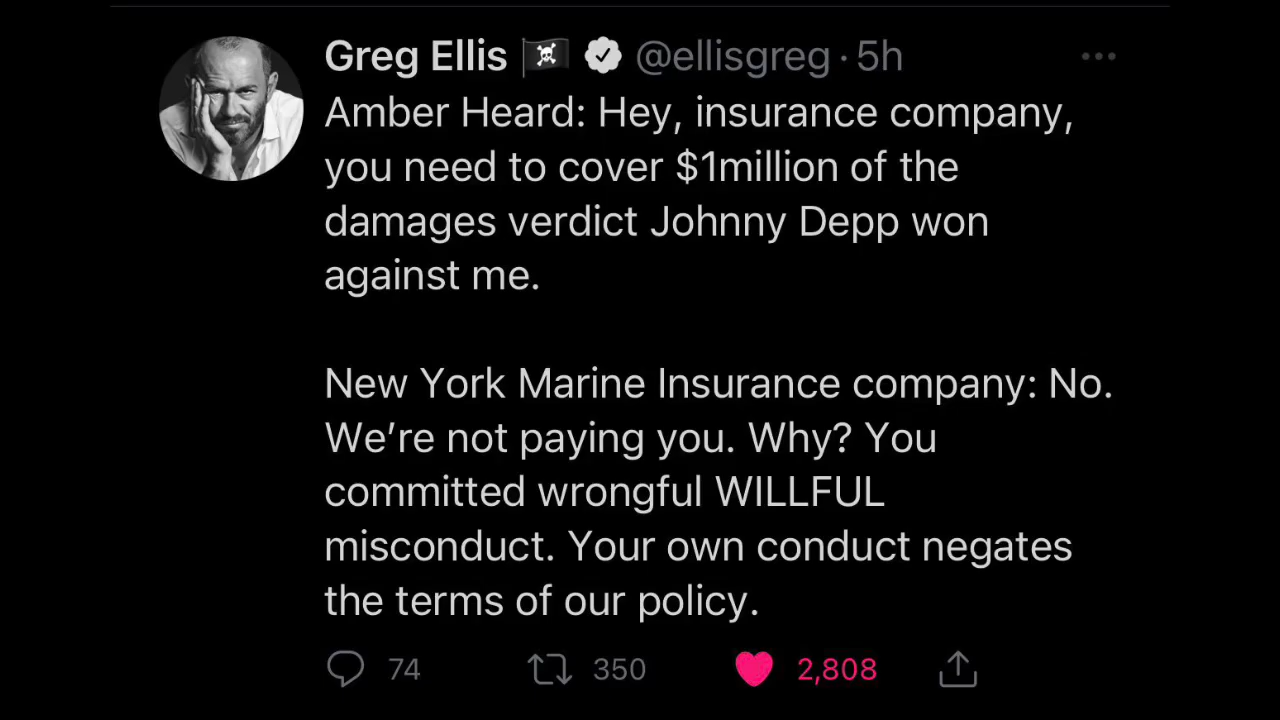 Greg Ellis 🏴‍☠️ @ellisgreg · 5h
Amber Heard: Hey, insurance company,
you need to cover $1million of the
damages verdict Johnny Depp won
against me.
New York Marine Insurance company: No.
We’re not paying you. Why? You
committed wrongful WILLFUL
misconduct. Your own conduct negates
the terms of our policy.
74 350 2,808